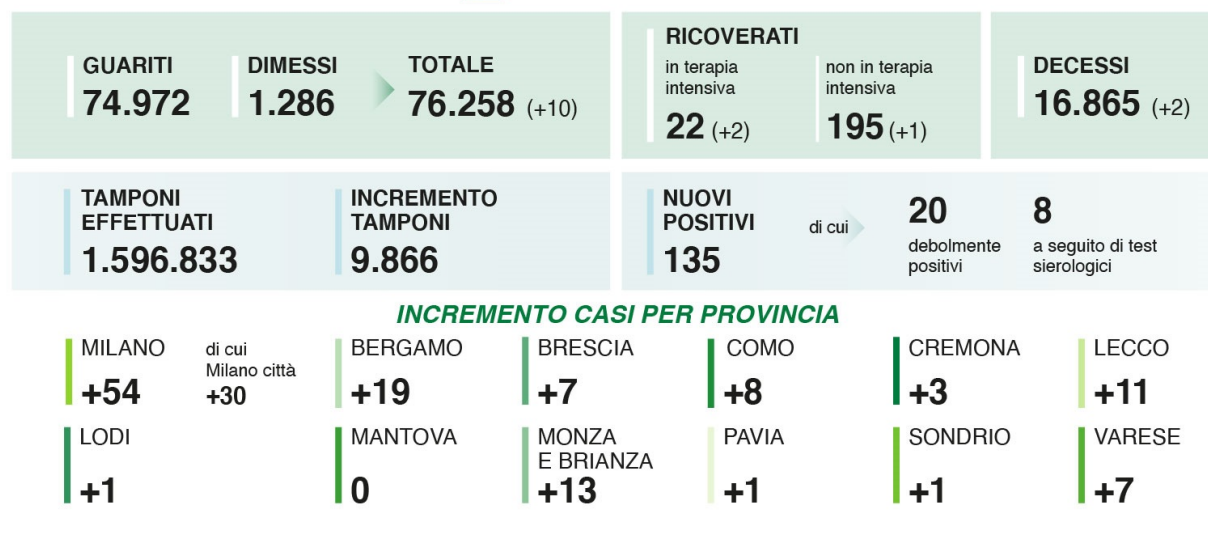 GUARITI
74.972
DIMESSI
1.286
TOTALE
76.258 (+10)
RICOVERATI
in terapia
intensiva
22 (+2)
non in terapia
intensiva
195 (+1)
DECESSI
16.865 (+2)
TAMPONI
EFFETTUATI
1.596.833
INCREMENTO
TAMPONI
9.866
NUOVI
POSITIVI
135
di cui
20
debolmente
positivi
8
a seguito di test
sierologici
INCREMENTO CASI PER PROVINCIA
MILANO
+54
di cui
Milano città
+30
BERGAMO
+19
BRESCIA
+7
COMO
+8
CREMONA
+3
LECCO
+11
LODI
+1
MANTOVA
0
MONZA
E BRIANZA
+13
PAVIA
+1
SONDRIO
+1
VARESE
+7